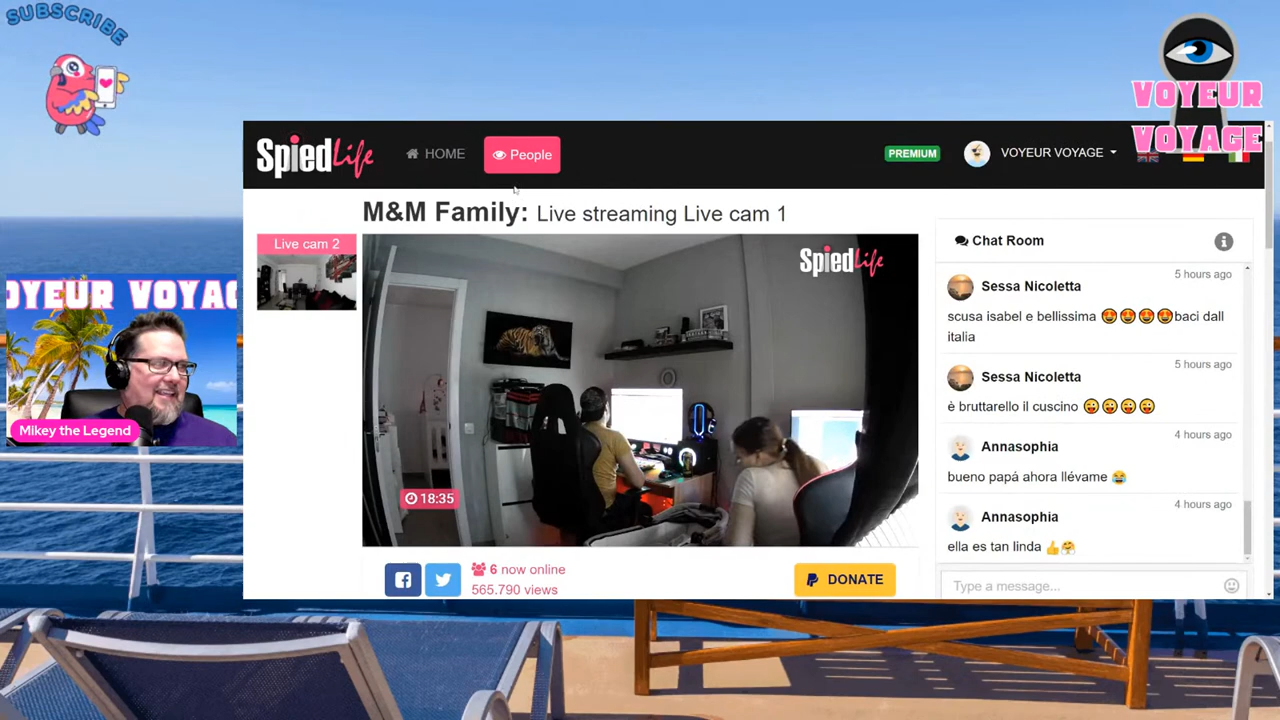 SUBSCRIBE
VOYEUR
VOYAGE
SpiedLife
HOME
People
PREMIUM
VOYEUR VOYAGE
M&M Family: Live streaming Live cam 1
Live cam 2
SpiedLife
18:35
6 now online
565.790 views
DONATE
Chat Room
5 hours ago
Sessa Nicoletta
scusa isabel e bellissima 😍😍😍😍baci dall
italia
5 hours ago
Sessa Nicoletta
è bruttarello il cuscino 😜😜😜😜
4 hours ago
Annasophia
bueno papá ahora llévame 😂
4 hours ago
Annasophia
ella es tan linda 👍🤗
Type a message...
OYEUR VOYAG
Mikey the Legend